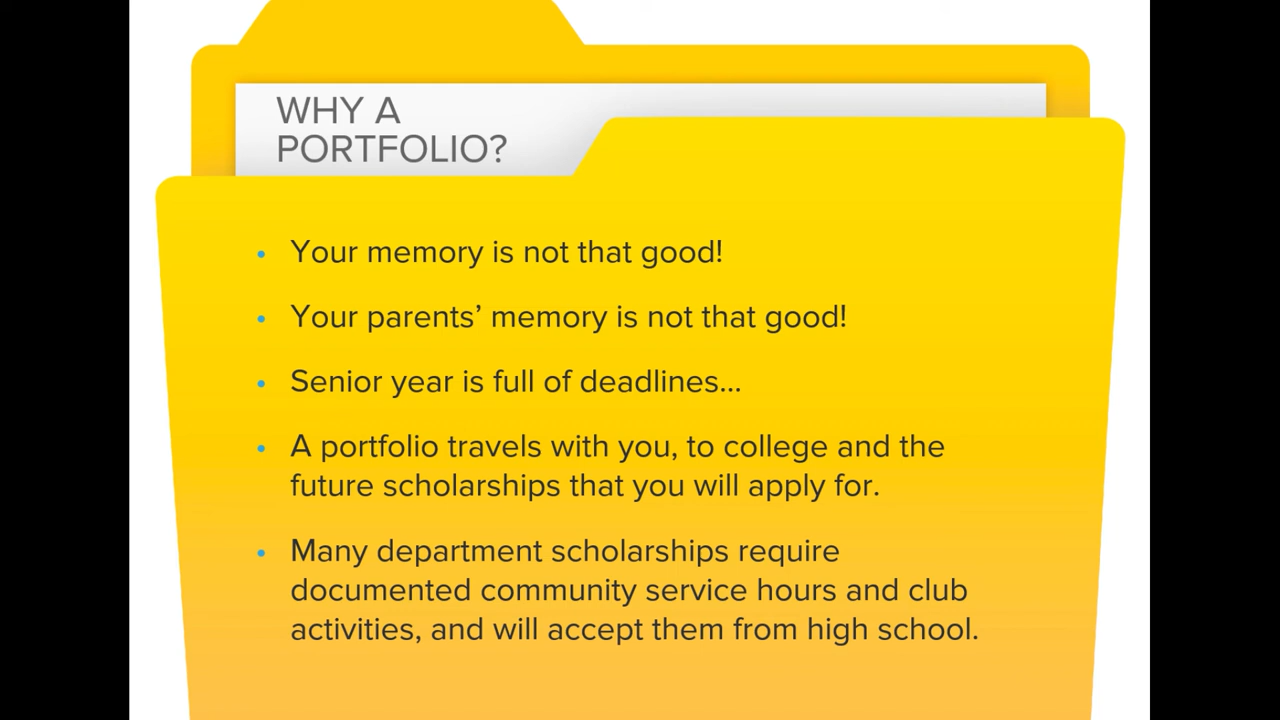 WHY A
PORTFOLIO?
• Your memory is not that good!
• Your parents’ memory is not that good!
• Senior year is full of deadlines...
• A portfolio travels with you, to college and the
future scholarships that you will apply for.
• Many department scholarships require
documented community service hours and club
activities, and will accept them from high school.